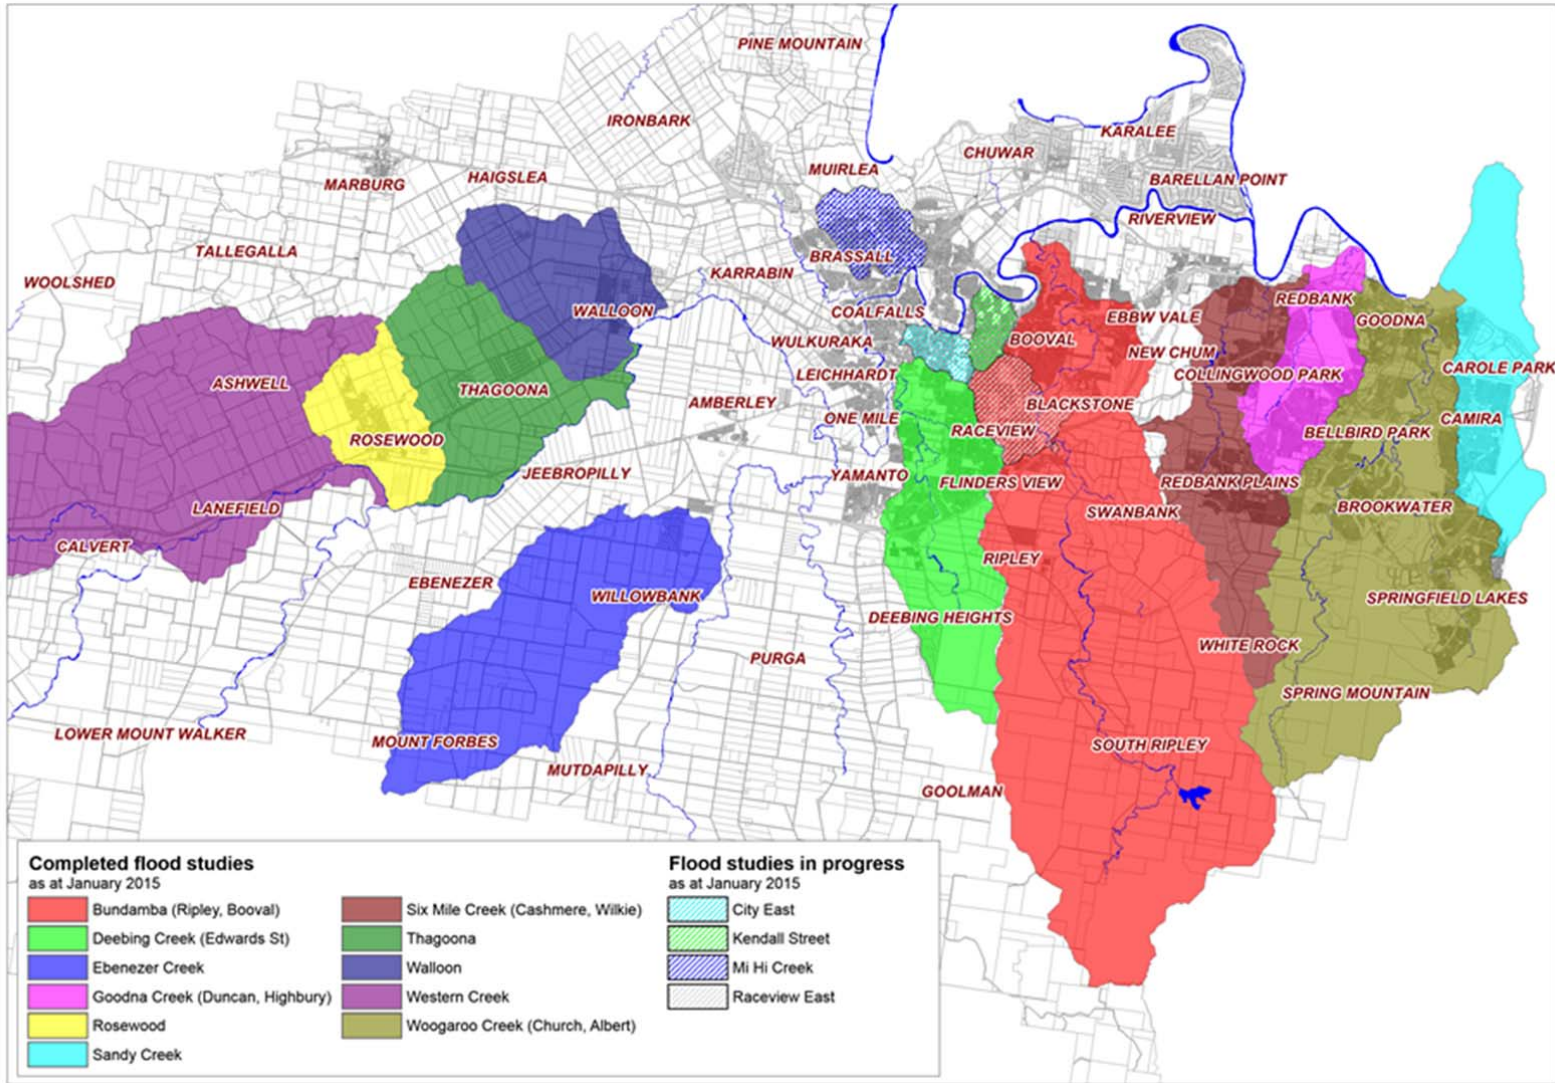 PINE MOUNTAIN
IRONBARK
KARALEE
CHUWAR
MUIRLEA
HAIGSLEA
MARBURG
BARELLAN POINT
RIVERVIEW
TALLEGALLA
BRASSALL
KARRABIN
WOOLSHED
REDBANK
WALLOON
COALFALLS
EBBW VALE
GOODNA
WULKURAKA
BOOVAL
NEW CHUM
CAROLE PARK
LEICHHARDT
COLLINGWOOD PARK
ASHWELL
THAGOONA
AMBERLEY
BLACKSTONE
ONE MILE
CAMIRA
RACEVIEW
BELLBIRD PARK
ROSEWOOD
JEEBROPILLY
YAMANTO
FLINDERS VIEW
REDBANK PLAINS
LANEFIELD
SWANBANK
BROOKWATER
CALVERT
RIPLEY
EBENEZER
WILLOWBANK
SPRINGFIELD LAKES
DEEBING HEIGHTS
WHITE ROCK
PURGA
SPRING MOUNTAIN
LOWER MOUNT WALKER
MOUNT FORBES
SOUTH RIPLEY
MUTDAPILLY
GOOLMAN
Completed flood studies
as at January 2015
Bundamba (Ripley, Booval)
Deebing Creek (Edwards St)
Ebenezer Creek
Goodna Creek (Duncan, Highbury)
Rosewood
Sandy Creek
Six Mile Creek (Cashmere, Wilkie)
Thagoona
Walloon
Western Creek
Woogaroo Creek (Church, Albert)
Flood studies in progress
as at January 2015
City East
Kendall Street
Mi Hi Creek
Raceview East